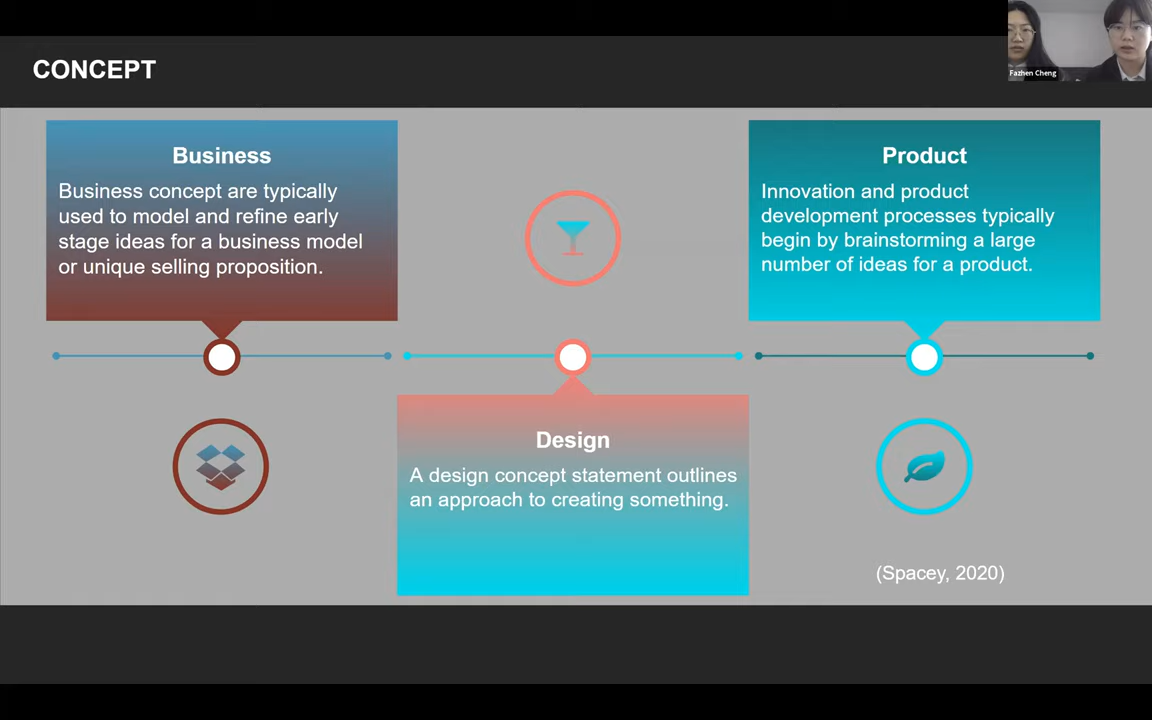 CONCEPT
Fazhen Cheng
Business
Business concept are typically
used to model and refine early
stage ideas for a business model
or unique selling proposition.
Product
Innovation and product
development processes typically
begin by brainstorming a large
number of ideas for a product.
Design
A design concept statement outlines
an approach to creating something.
(Spacey, 2020)